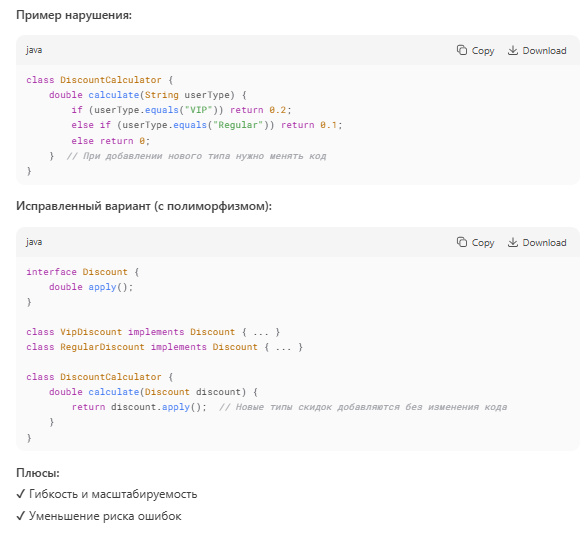 Пример нарушения:
java
Copy
Download
class DiscountCalculator {
    double calculate(String userType) {
        if (userType.equals("VIP")) return 0.2;
        else if (userType.equals("Regular")) return 0.1;
        else return 0;
    }  // При добавлении нового типа нужно менять код
}
Исправленный вариант (с полиморфизмом):
java
Copy
Download
interface Discount {
    double apply();
}
class VipDiscount implements Discount { ... }
class RegularDiscount implements Discount { ... }
class DiscountCalculator {
    double calculate(Discount discount) {
        return discount.apply();  // Новые типы скидок добавляются без изменения кода
    }
}
Плюсы:
✔ Гибкость и масштабируемость
✔ Уменьшение риска ошибок